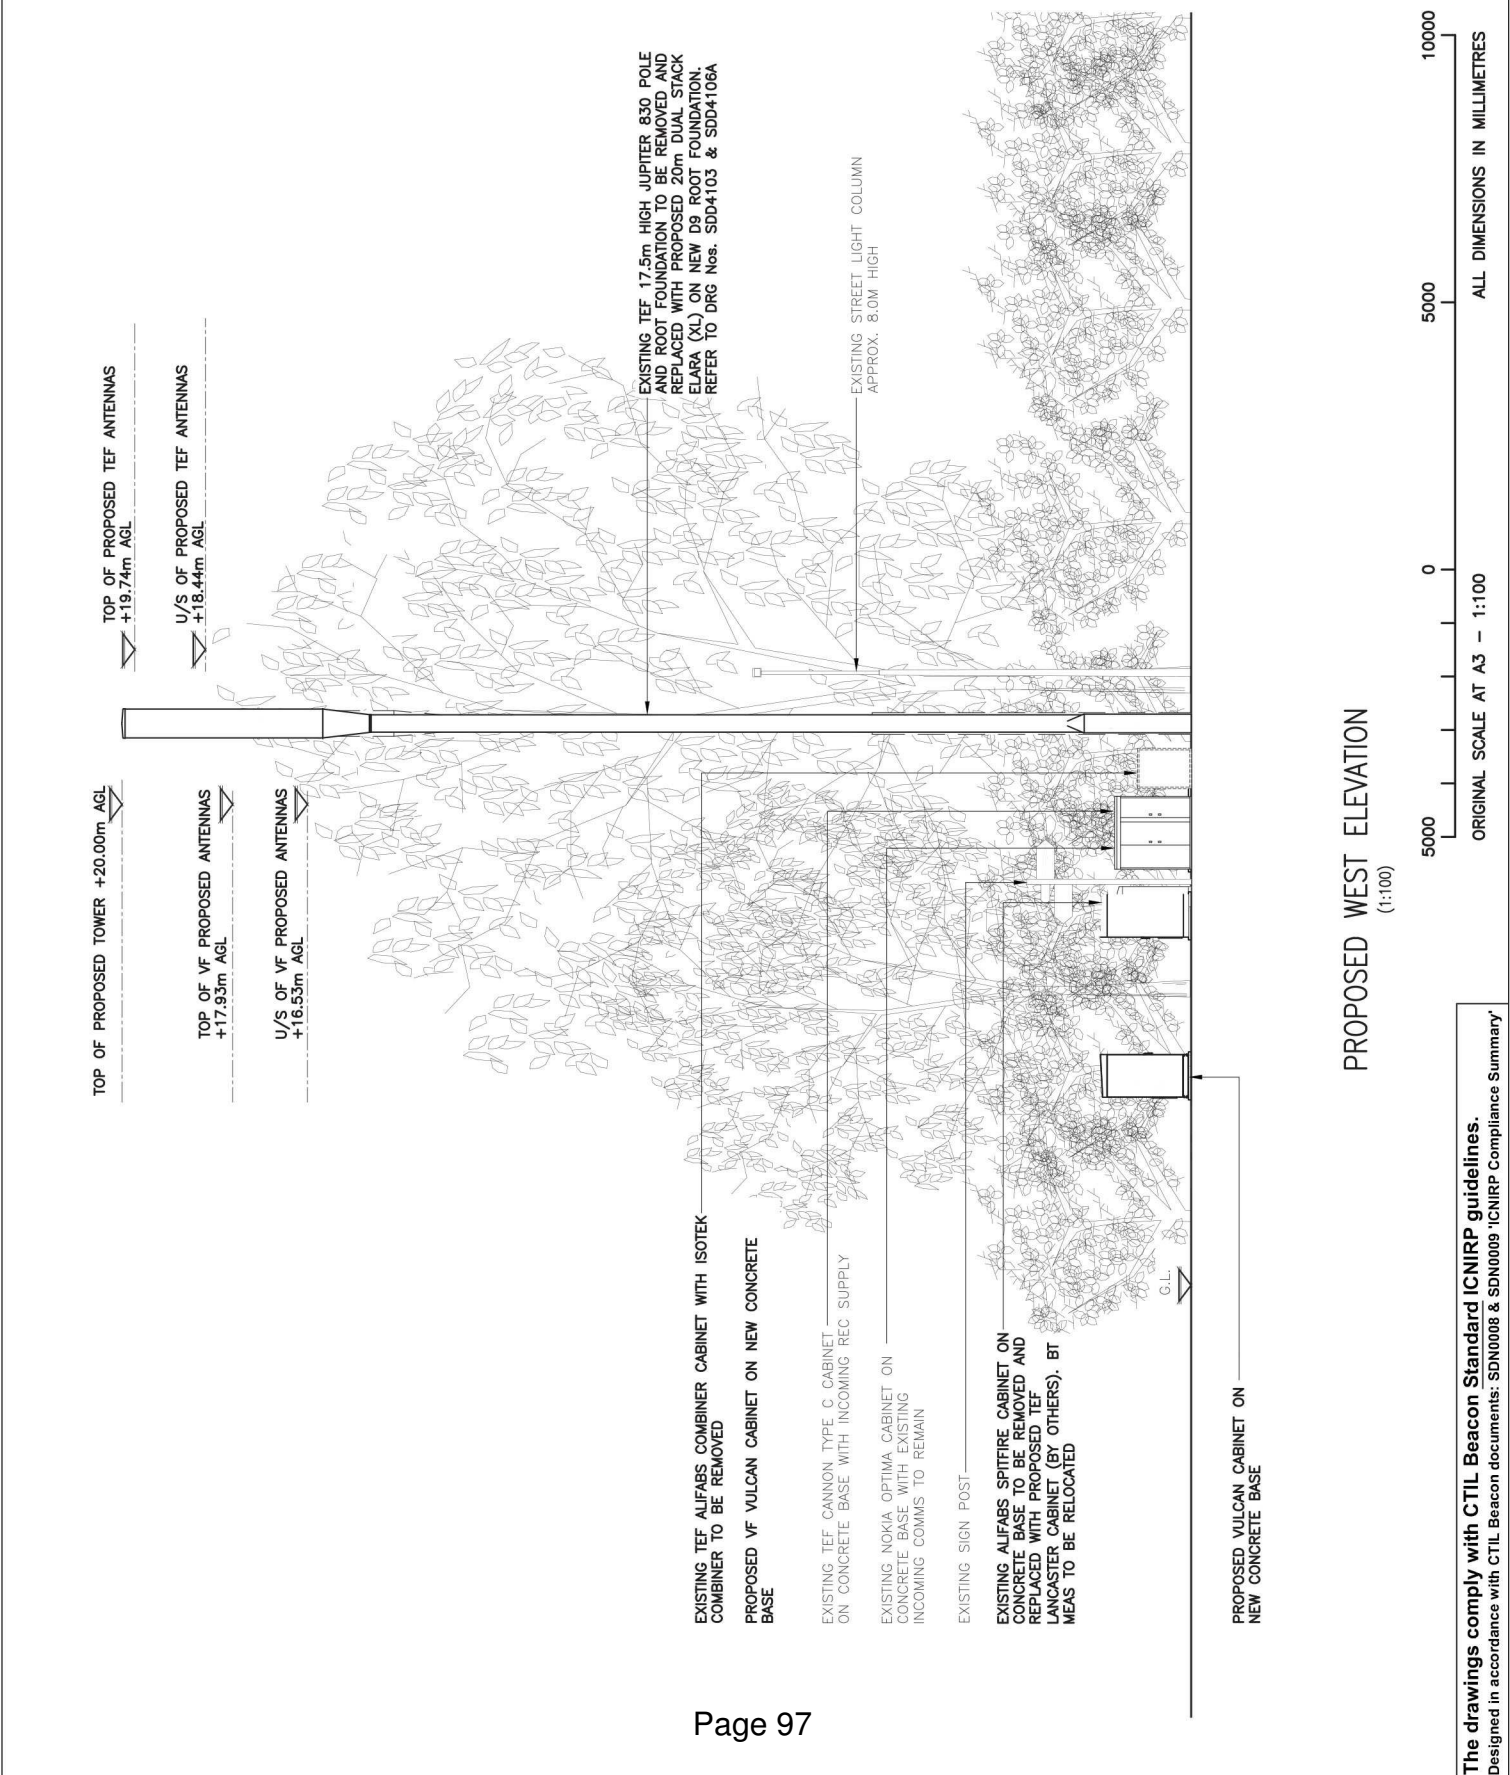 TOP OF PROPOSED TOWER +20.00m AGL
TOP OF VF PROPOSED ANTENNAS
+17.93m AGL
U/S OF VF PROPOSED ANTENNAS
+16.53m AGL
TOP OF PROPOSED TEF ANTENNAS
+19.74m AGL
U/S OF PROPOSED TEF ANTENNAS
+18.44m AGL
EXISTING TEF 17.5m HIGH JUPITER 830 POLE
AND ROOT FOUNDATION TO BE REMOVED AND
REPLACED WITH PROPOSED 20m DUAL STACK
ELARA (XL) ON NEW D9 ROOT FOUNDATION.
REFER TO DRG Nos. SDD4103 & SDD4106A
EXISTING STREET LIGHT COLUMN
APPROX. 8.0M HIGH
EXISTING TEF ALIFABS COMBINER CABINET WITH ISOTEK
COMBINER TO BE REMOVED
PROPOSED VF VULCAN CABINET ON NEW CONCRETE
BASE
EXISTING TEF CANNON TYPE C CABINET
ON CONCRETE BASE WITH INCOMING REC SUPPLY
EXISTING NOKIA OPTIMA CABINET ON
CONCRETE BASE WITH EXISTING
INCOMING COMMS TO REMAIN
EXISTING SIGN POST
EXISTING ALIFABS SPITFIRE CABINET ON
CONCRETE BASE TO BE REMOVED AND
REPLACED WITH PROPOSED TEF
LANCASTER CABINET (BY OTHERS). BT
MEAS TO BE RELOCATED
G.L.
PROPOSED VULCAN CABINET ON
NEW CONCRETE BASE
PROPOSED WEST ELEVATION
(1:100)
5000 0 5000 10000
ORIGINAL SCALE AT A3 – 1:100 ALL DIMENSIONS IN MILLIMETRES
The drawings comply with CTIL Beacon Standard ICNIRP guidelines.
Designed in accordance with CTIL Beacon documents: SDN0008 & SDN0009 'ICNIRP Compliance Summary'
Page 97